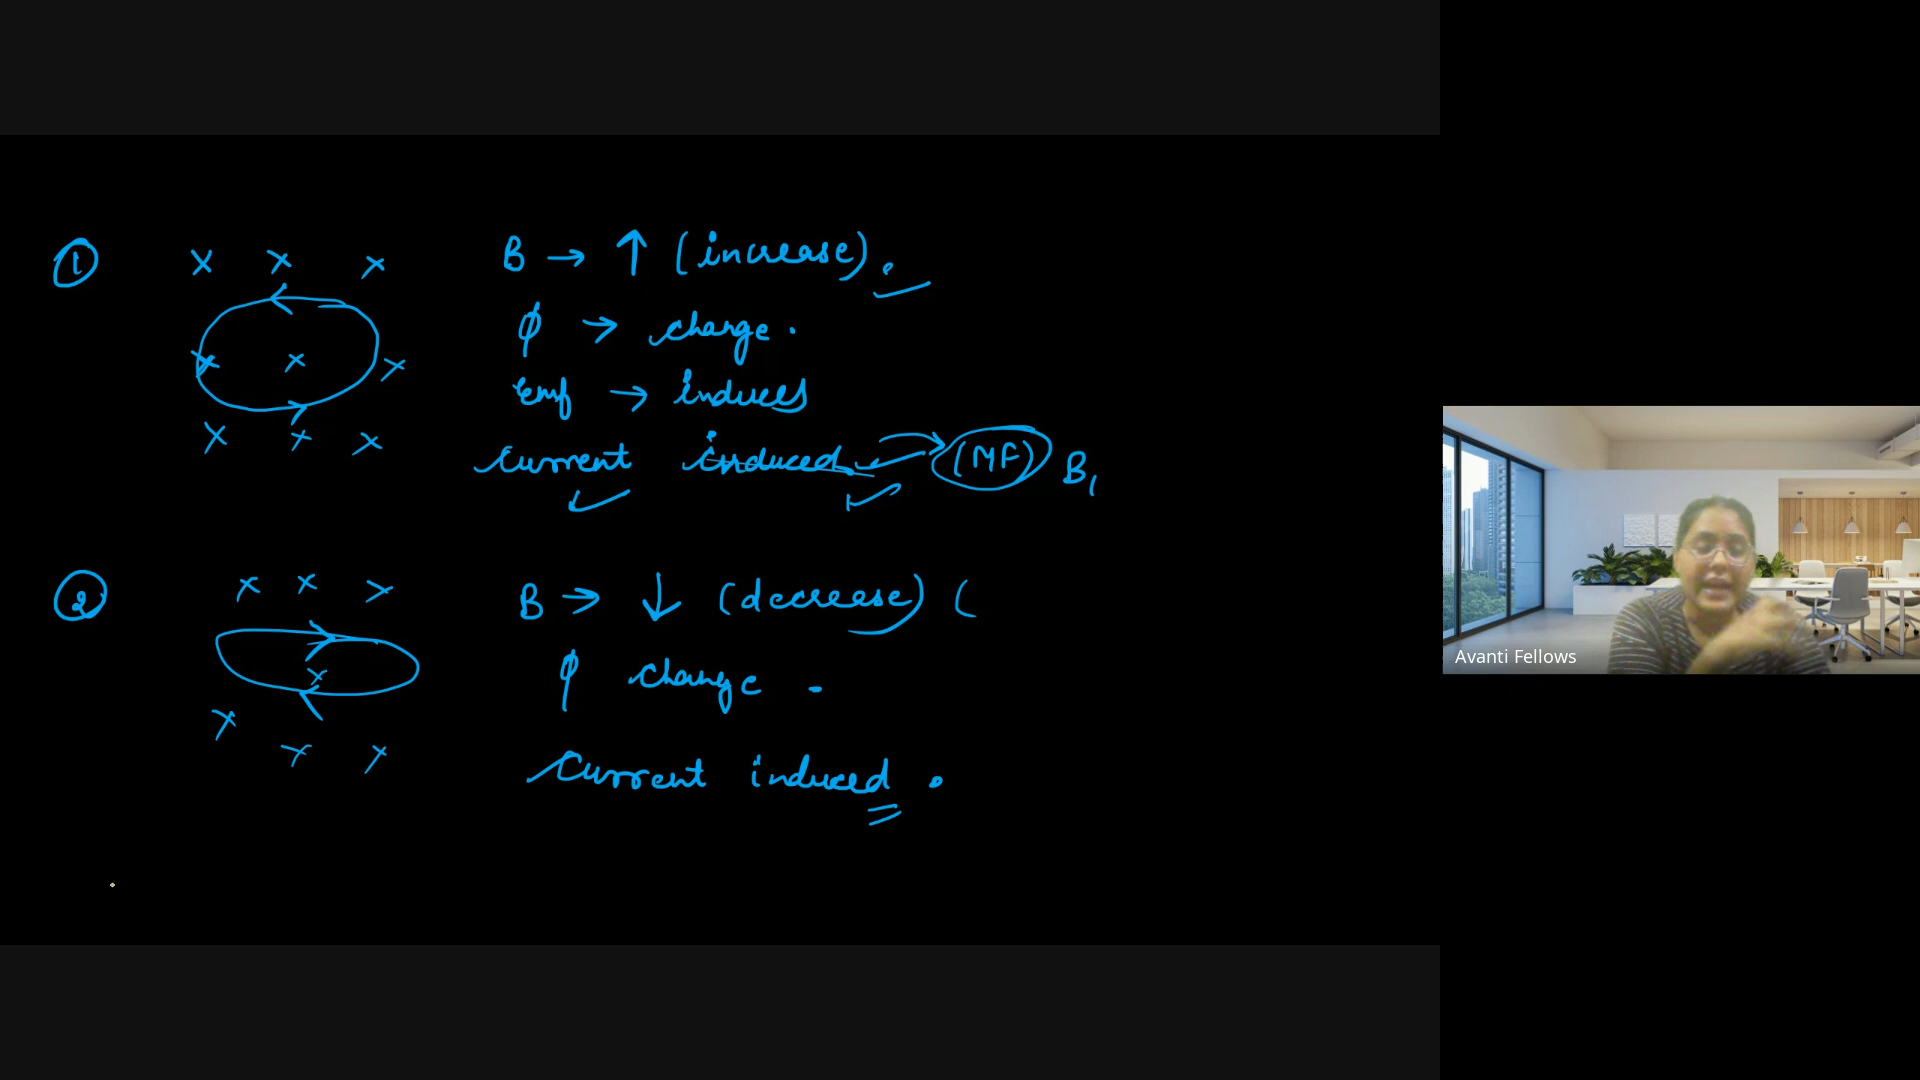 ① x x x B → ↑ (increase).
x x x ϕ → change.
emf → induces
x x x current induced → (MF) B₁
② x x x B → ↓ (decrease) (
x ϕ change .
x x x Current induced .
Avanti Fellows